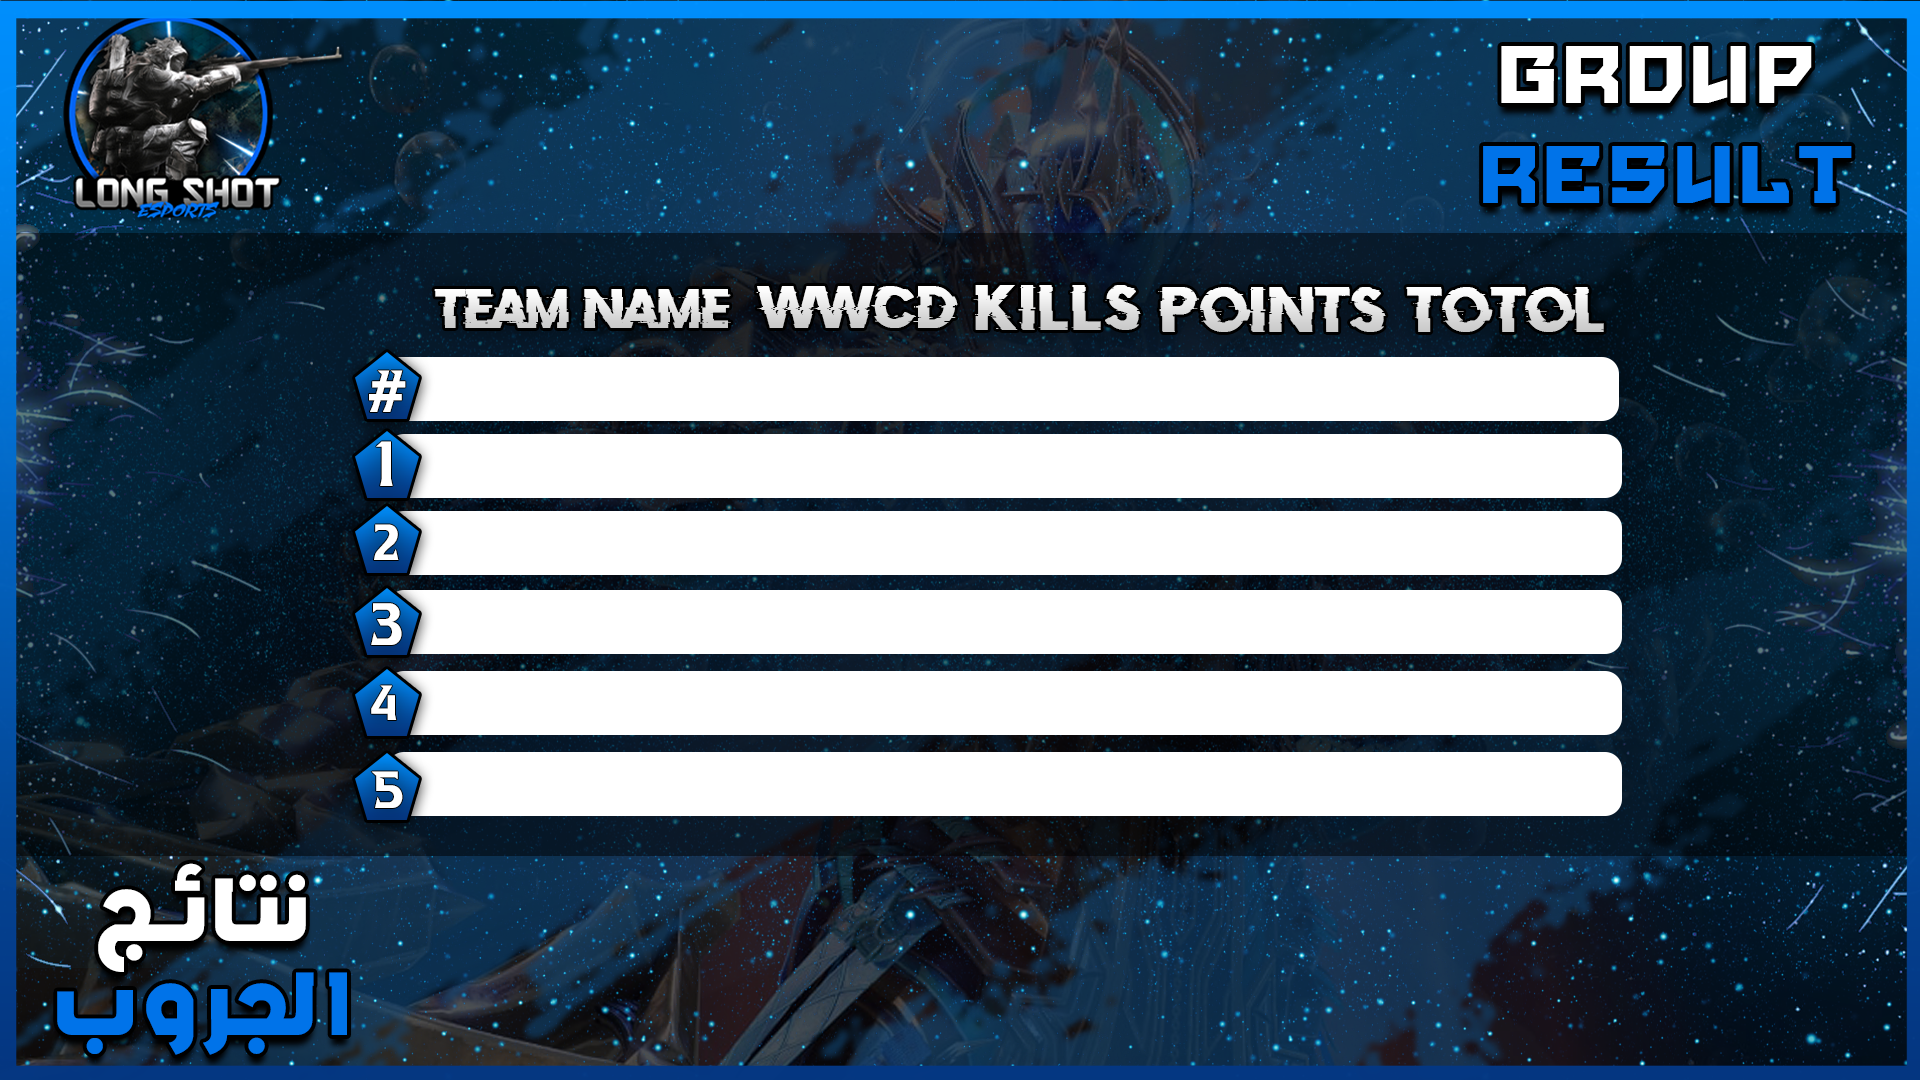 LONG SHOT
ESPORTS
GROUP
RESULT
TEAM NAME WWCD KILLS POINTS TOTOL
#
1
2
3
4
5
نتائج
الجروب